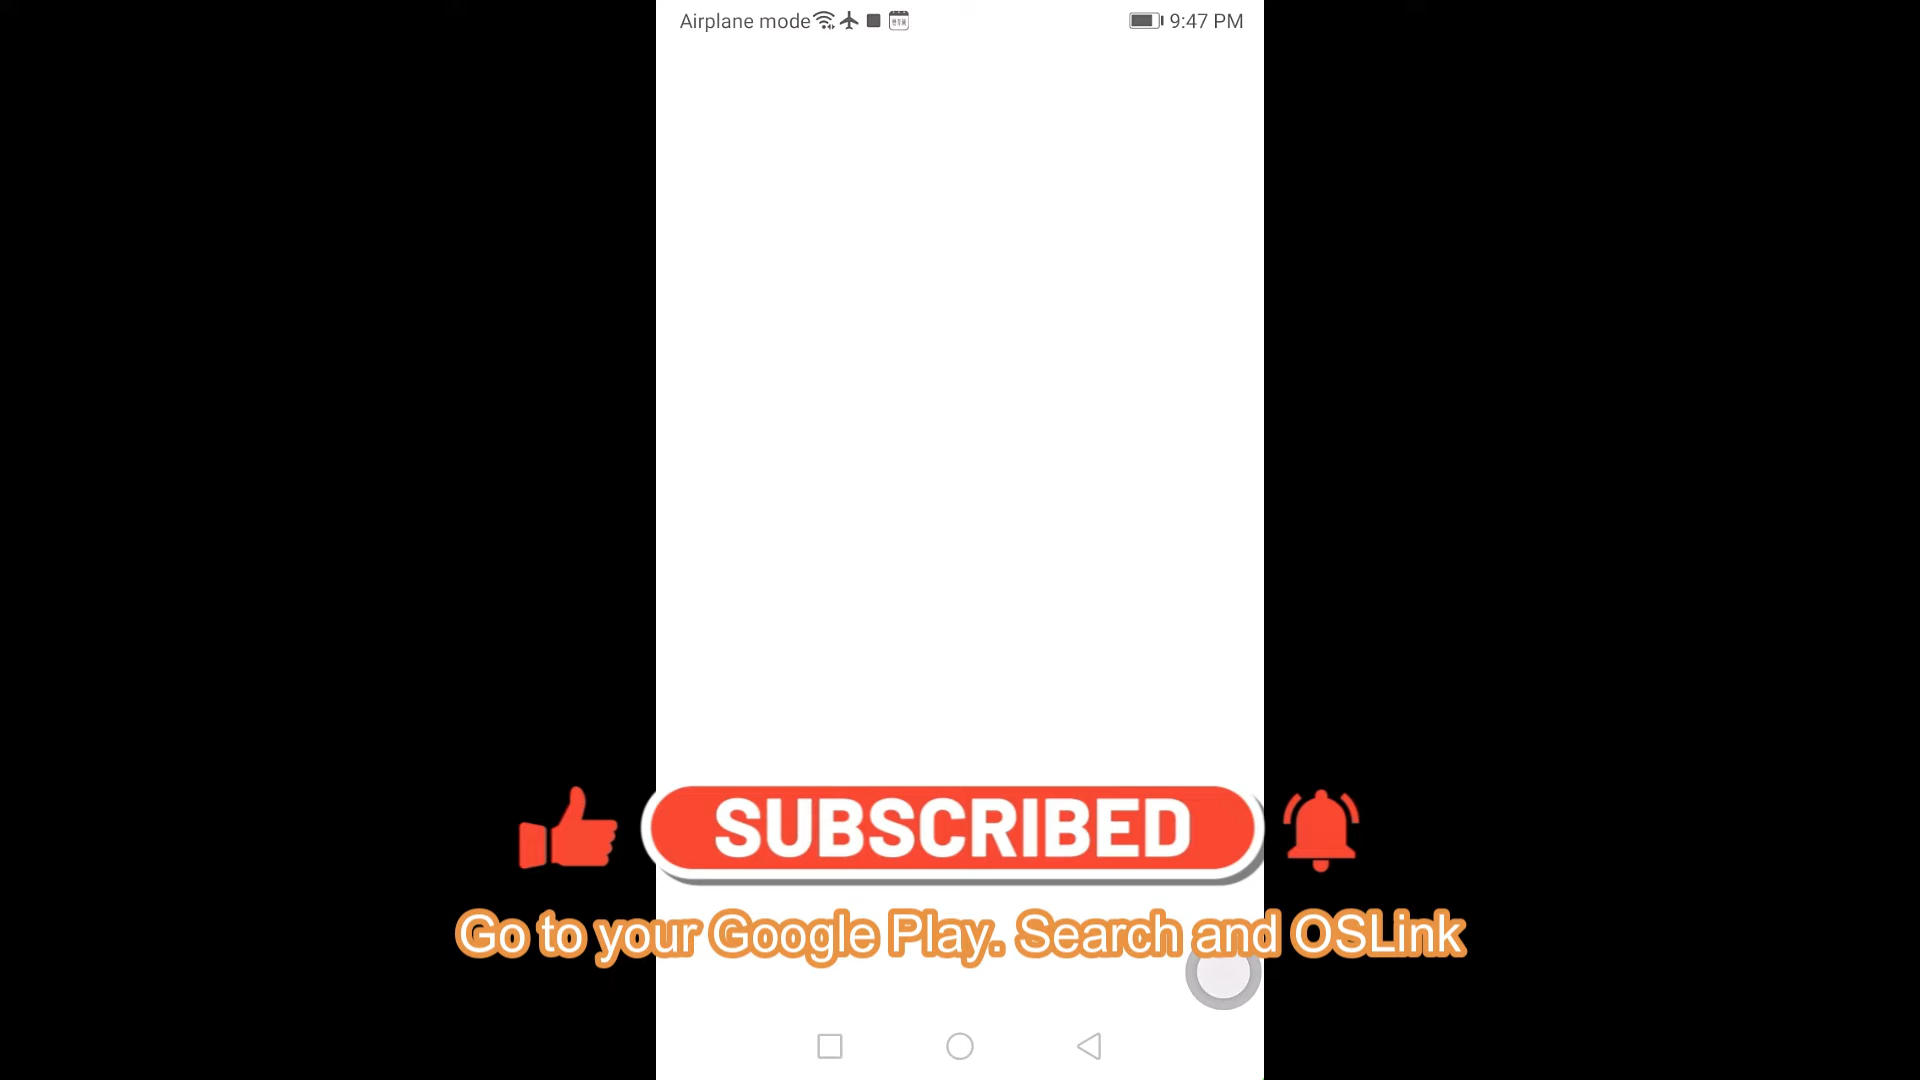 Airplane mode 9:47 PM
SUBSCRIBED
Go to your Google Play. Search and OSLink